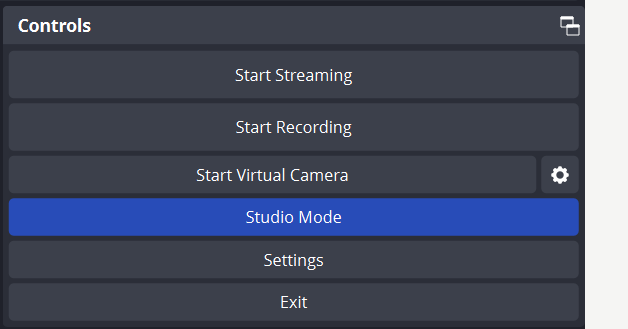 Controls
Start Streaming
Start Recording
Start Virtual Camera
Studio Mode
Settings
Exit